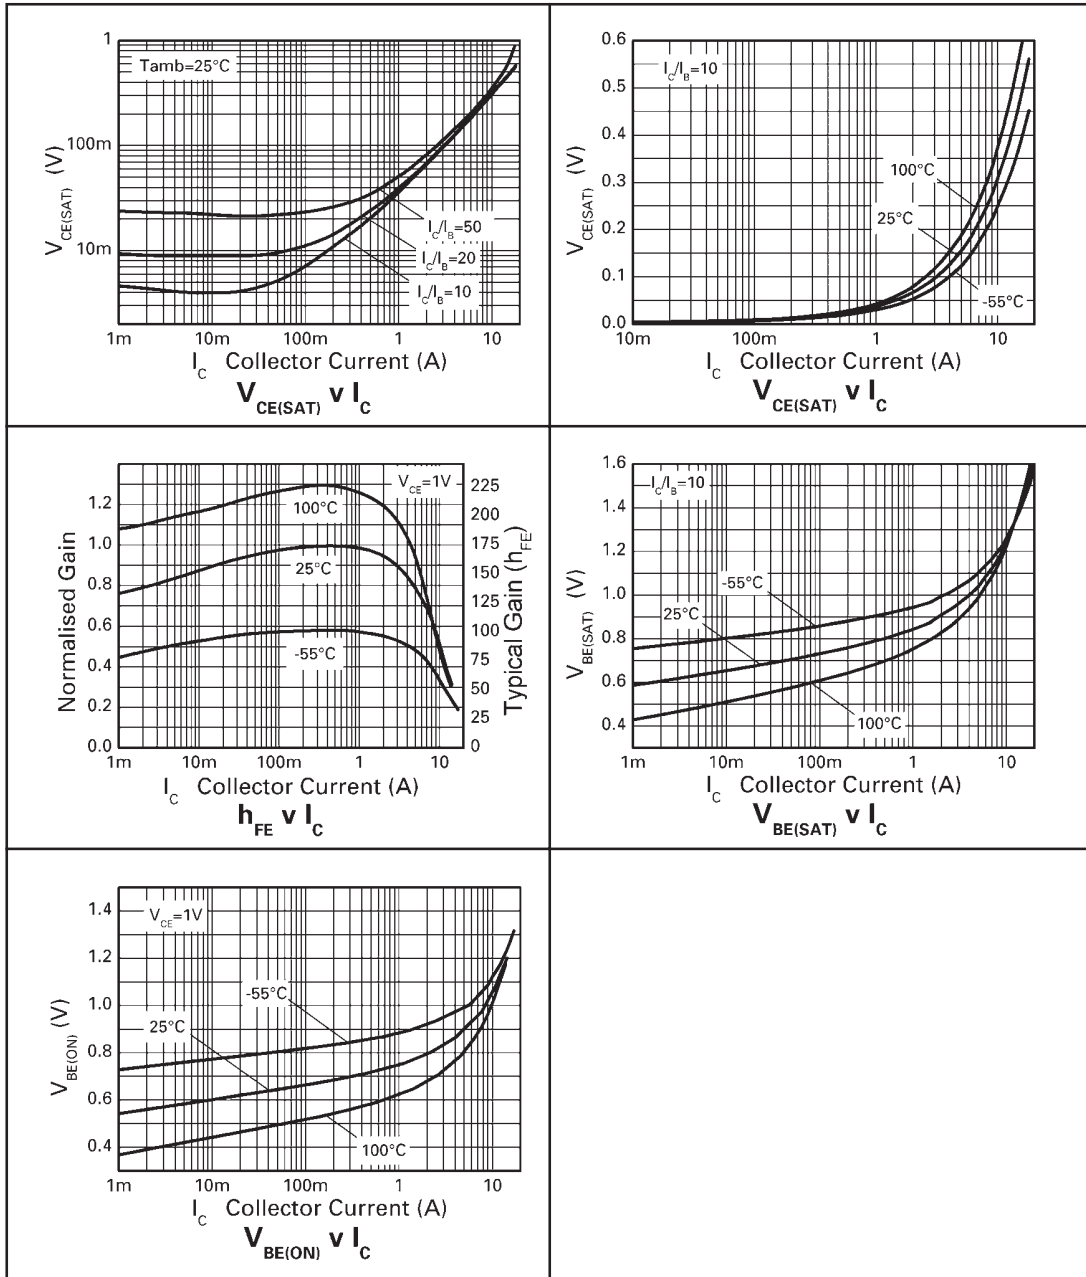 1
100m
10m
V_CE(SAT) (V)
Tamb=25°C
I_C/I_B=50
I_C/I_B=20
I_C/I_B=10
1m 10m 100m 1 10
I_C Collector Current (A)
V_CE(SAT) v I_C
0.6
0.5
0.4
0.3
0.2
0.1
0.0
V_CE(SAT) (V)
I_C/I_B=10
100°C
25°C
-55°C
10m 100m 1 10
I_C Collector Current (A)
V_CE(SAT) v I_C
1.2
1.0
0.8
0.6
0.4
0.2
0.0
Normalised Gain
V_CE=1V
100°C
25°C
-55°C
225
200
175
150
125
100
75
50
25
0
Typical Gain (h_FE)
1m 10m 100m 1 10
I_C Collector Current (A)
h_FE v I_C
1.6
1.4
1.2
1.0
0.8
0.6
0.4
V_BE(SAT) (V)
I_C/I_B=10
-55°C
25°C
100°C
1m 10m 100m 1 10
I_C Collector Current (A)
V_BE(SAT) v I_C
1.4
1.2
1.0
0.8
0.6
0.4
V_BE(ON) (V)
V_CE=1V
-55°C
25°C
100°C
1m 10m 100m 1 10
I_C Collector Current (A)
V_BE(ON) v I_C